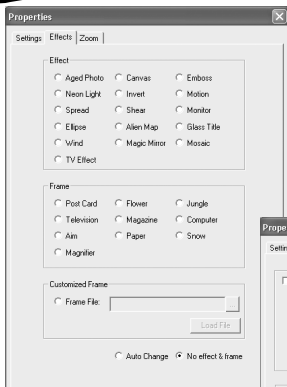 Properties
Settings Effects Zoom
Effect
Aged Photo Canvas Emboss
Neon Light Invert Motion
Spread Shear Monitor
Ellipse Alien Map Glass Title
Wind Magic Mirror Mosaic
TV Effect
Frame
Post Card Flower Jungle
Television Magazine Computer
Aim Paper Snow
Magnifier
Customized Frame
Frame File: ...
Load File
Auto Change No effect & frame
Prope
Settin